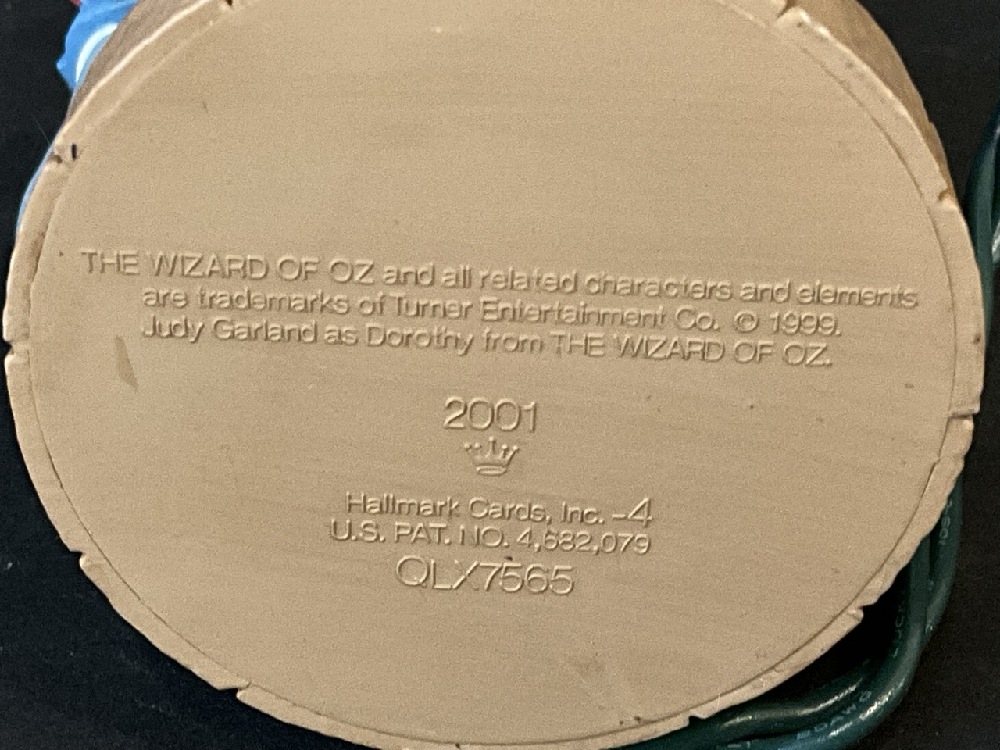 THE WIZARD OF OZ and all related characters and elements
are trademarks of Turner Entertainment Co. © 1999.
Judy Garland as Dorothy from THE WIZARD OF OZ.
2001
Hallmark Cards, Inc. -4
U.S. PAT. NO. 4,682,079
QLX7565